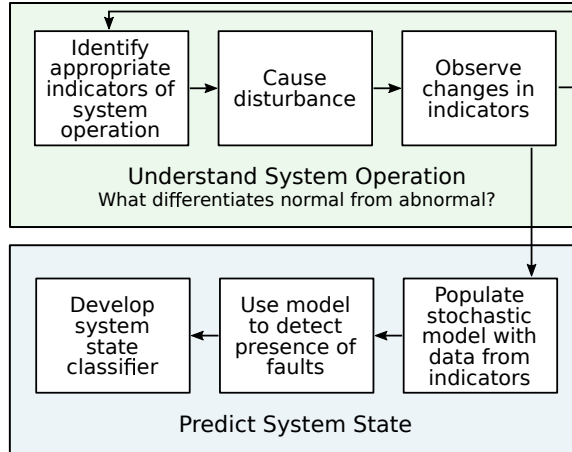 Identify
appropriate
indicators of
system
operation
Cause
disturbance
Observe
changes in
indicators
Understand System Operation
What differentiates normal from abnormal?
Develop
system
state
classifier
Use model
to detect
presence of
faults
Populate
stochastic
model with
data from
indicators
Predict System State